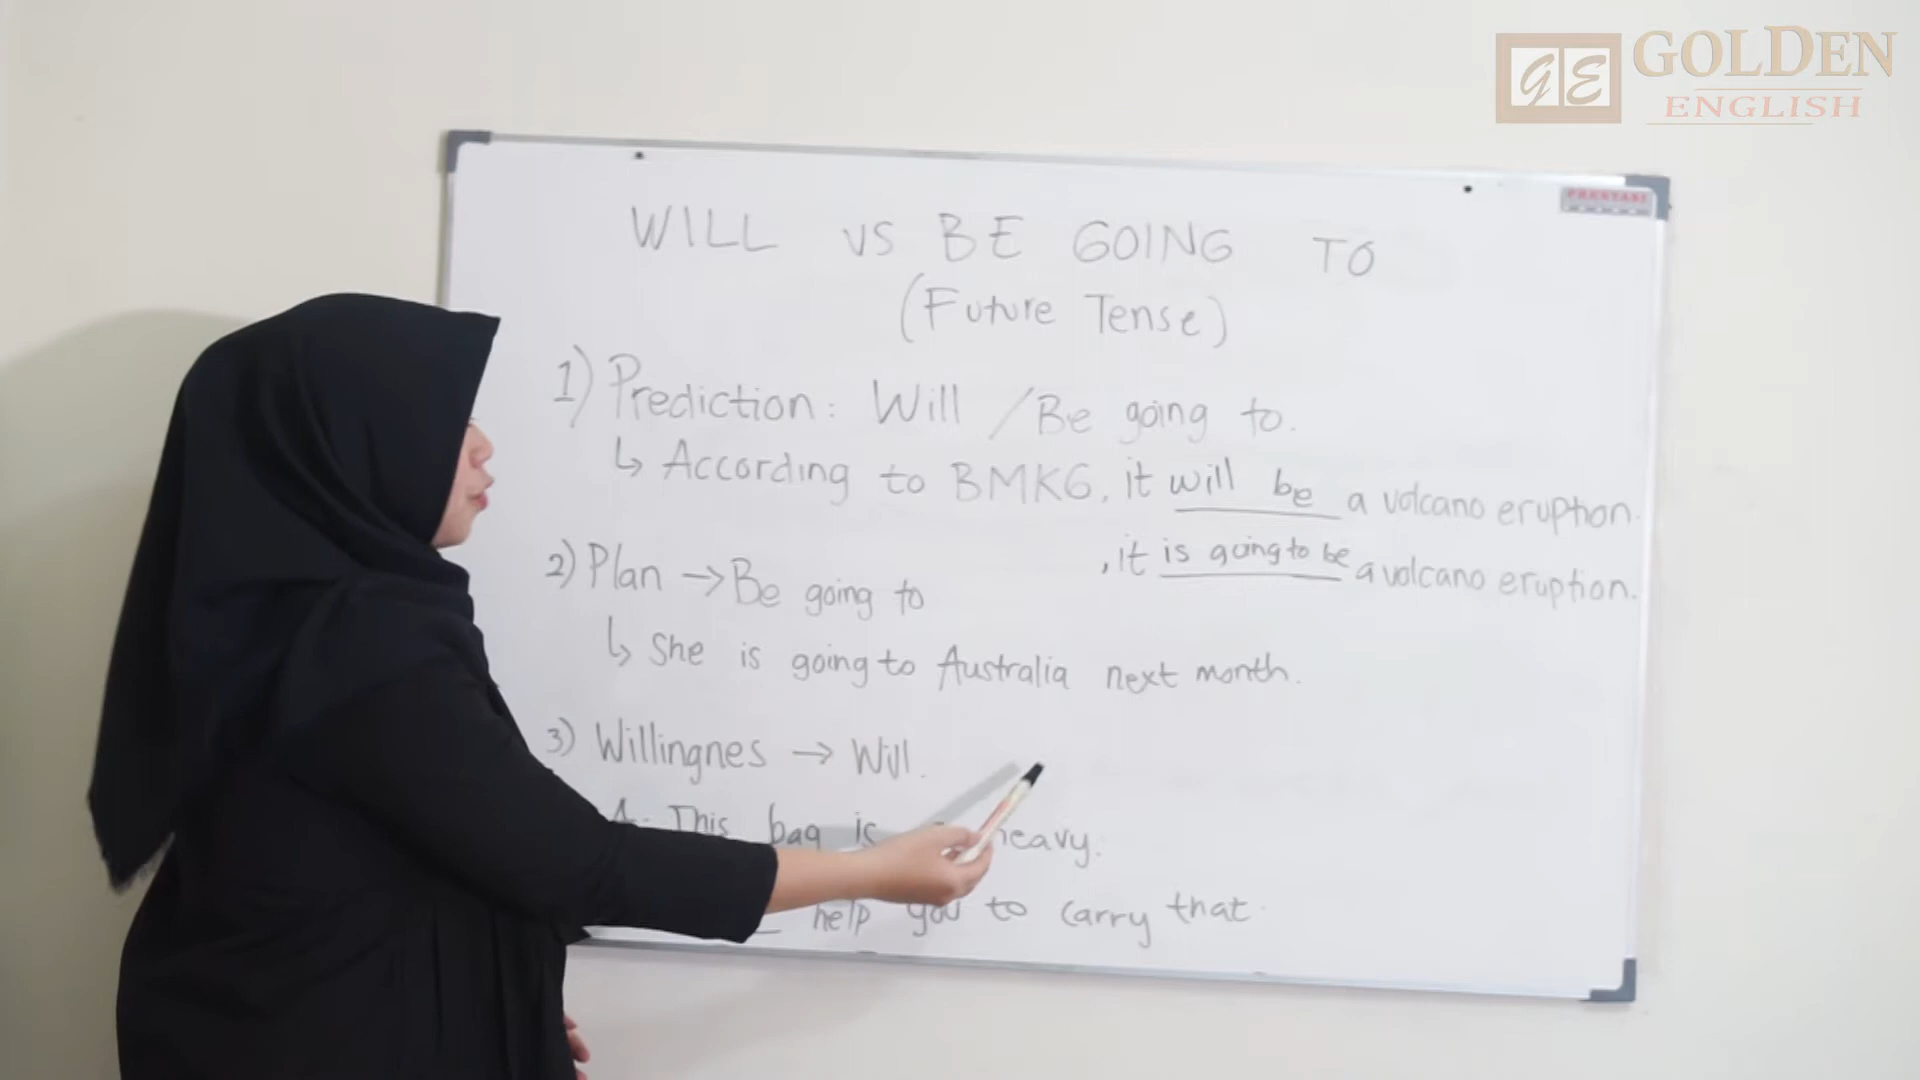 GE GOLDEN
ENGLISH
WILL VS BE GOING TO
(Future Tense)
1) Prediction: Will / Be going to.
↳ According to BMKG, it will be a volcano eruption.
, it is going to be a volcano eruption.
2) Plan → Be going to
↳ She is going to Australia next month.
3) Willingnes → Will.
A: This bag is heavy.
help you to carry that